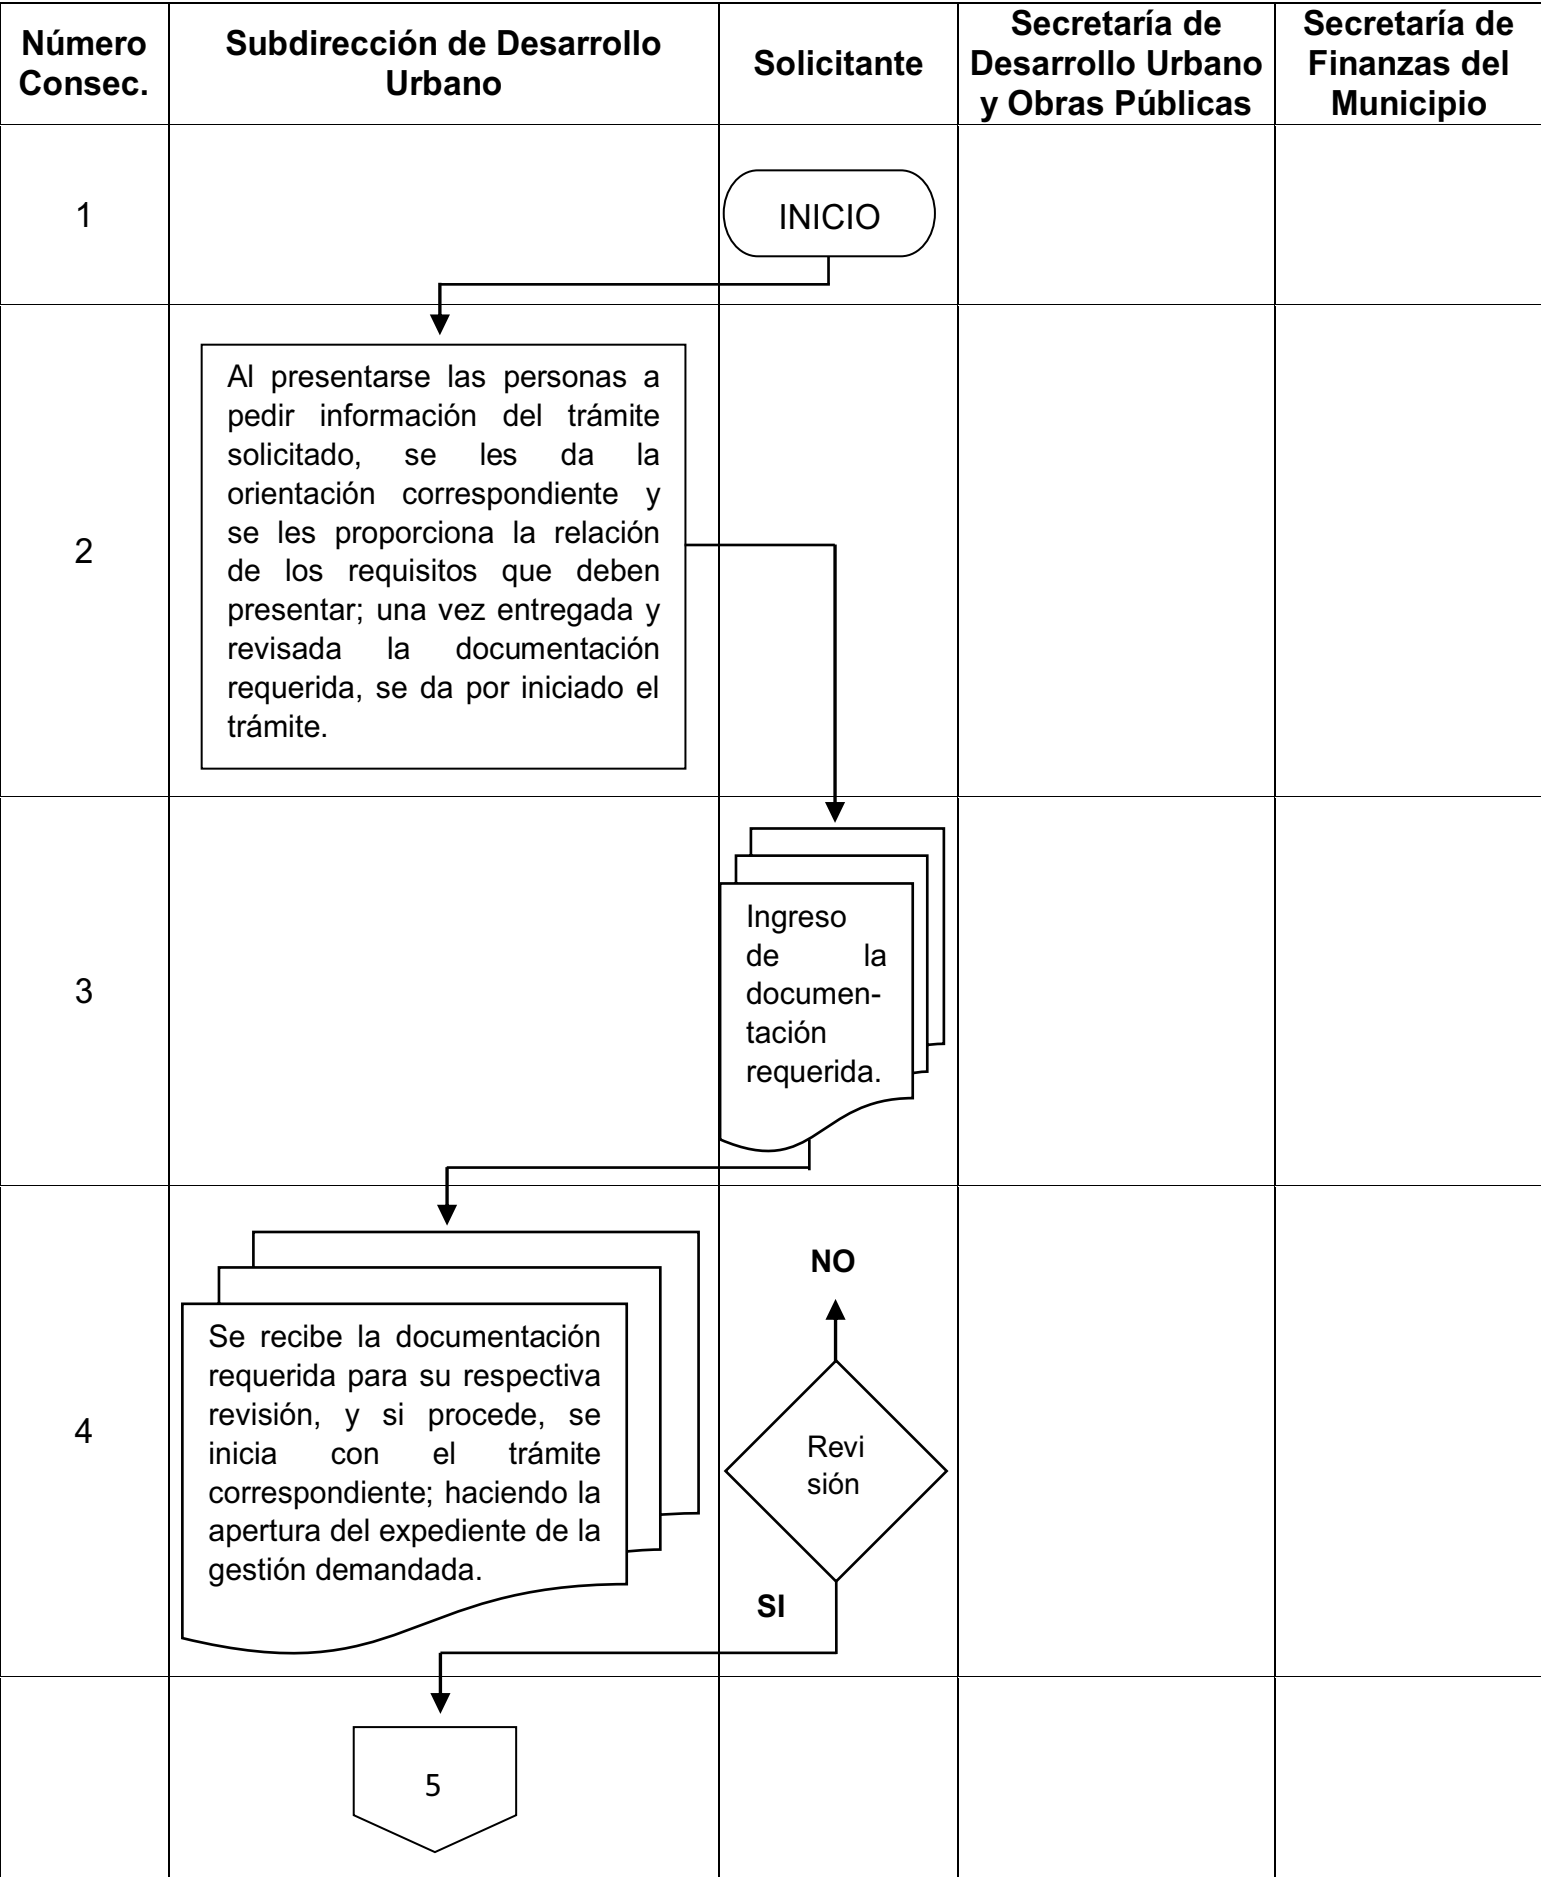 Número
Consec.
Subdirección de Desarrollo
Urbano
Solicitante
Secretaría de
Desarrollo Urbano
y Obras Públicas
Secretaría de
Finanzas del
Municipio
1
INICIO
2
Al presentarse las personas a
pedir información del trámite
solicitado, se les da la
orientación correspondiente y
se les proporciona la relación
de los requisitos que deben
presentar; una vez entregada y
revisada la documentación
requerida, se da por iniciado el
trámite.
3
Ingreso
de la
documen-
tación
requerida.
4
Se recibe la documentación
requerida para su respectiva
revisión, y si procede, se
inicia con el trámite
correspondiente; haciendo la
apertura del expediente de la
gestión demandada.
NO
Revi
sión
SI
5